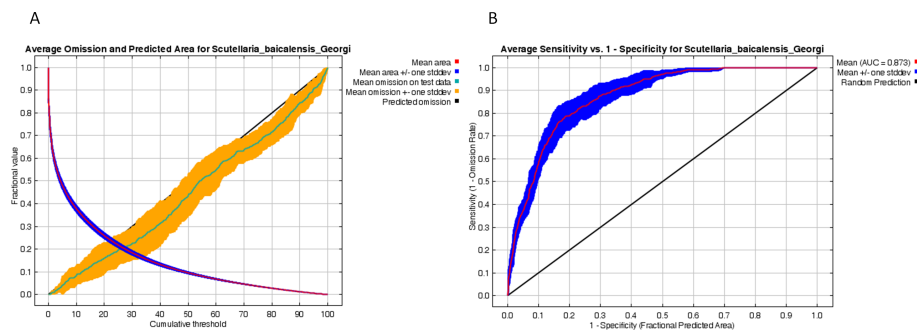 A
Average Omission and Predicted Area for Scutellaria_baicalensis_Georgi
Mean area
Mean area +/- one stddev
Mean omission on test data
Mean omission +- one stddev
Predicted omission
Fractional value
1.0
0.9
0.8
0.7
0.6
0.5
0.4
0.3
0.2
0.1
0.0
0 10 20 30 40 50 60 70 80 90 100
Cumulative threshold
B
Average Sensitivity vs. 1 - Specificity for Scutellaria_baicalensis_Georgi
Mean (AUC = 0.873)
Mean +/- one stddev
Random Prediction
Sensitivity (1 - Omission Rate)
1.0
0.9
0.8
0.7
0.6
0.5
0.4
0.3
0.2
0.1
0.0
0.0 0.1 0.2 0.3 0.4 0.5 0.6 0.7 0.8 0.9 1.0
1 - Specificity (Fractional Predicted Area)